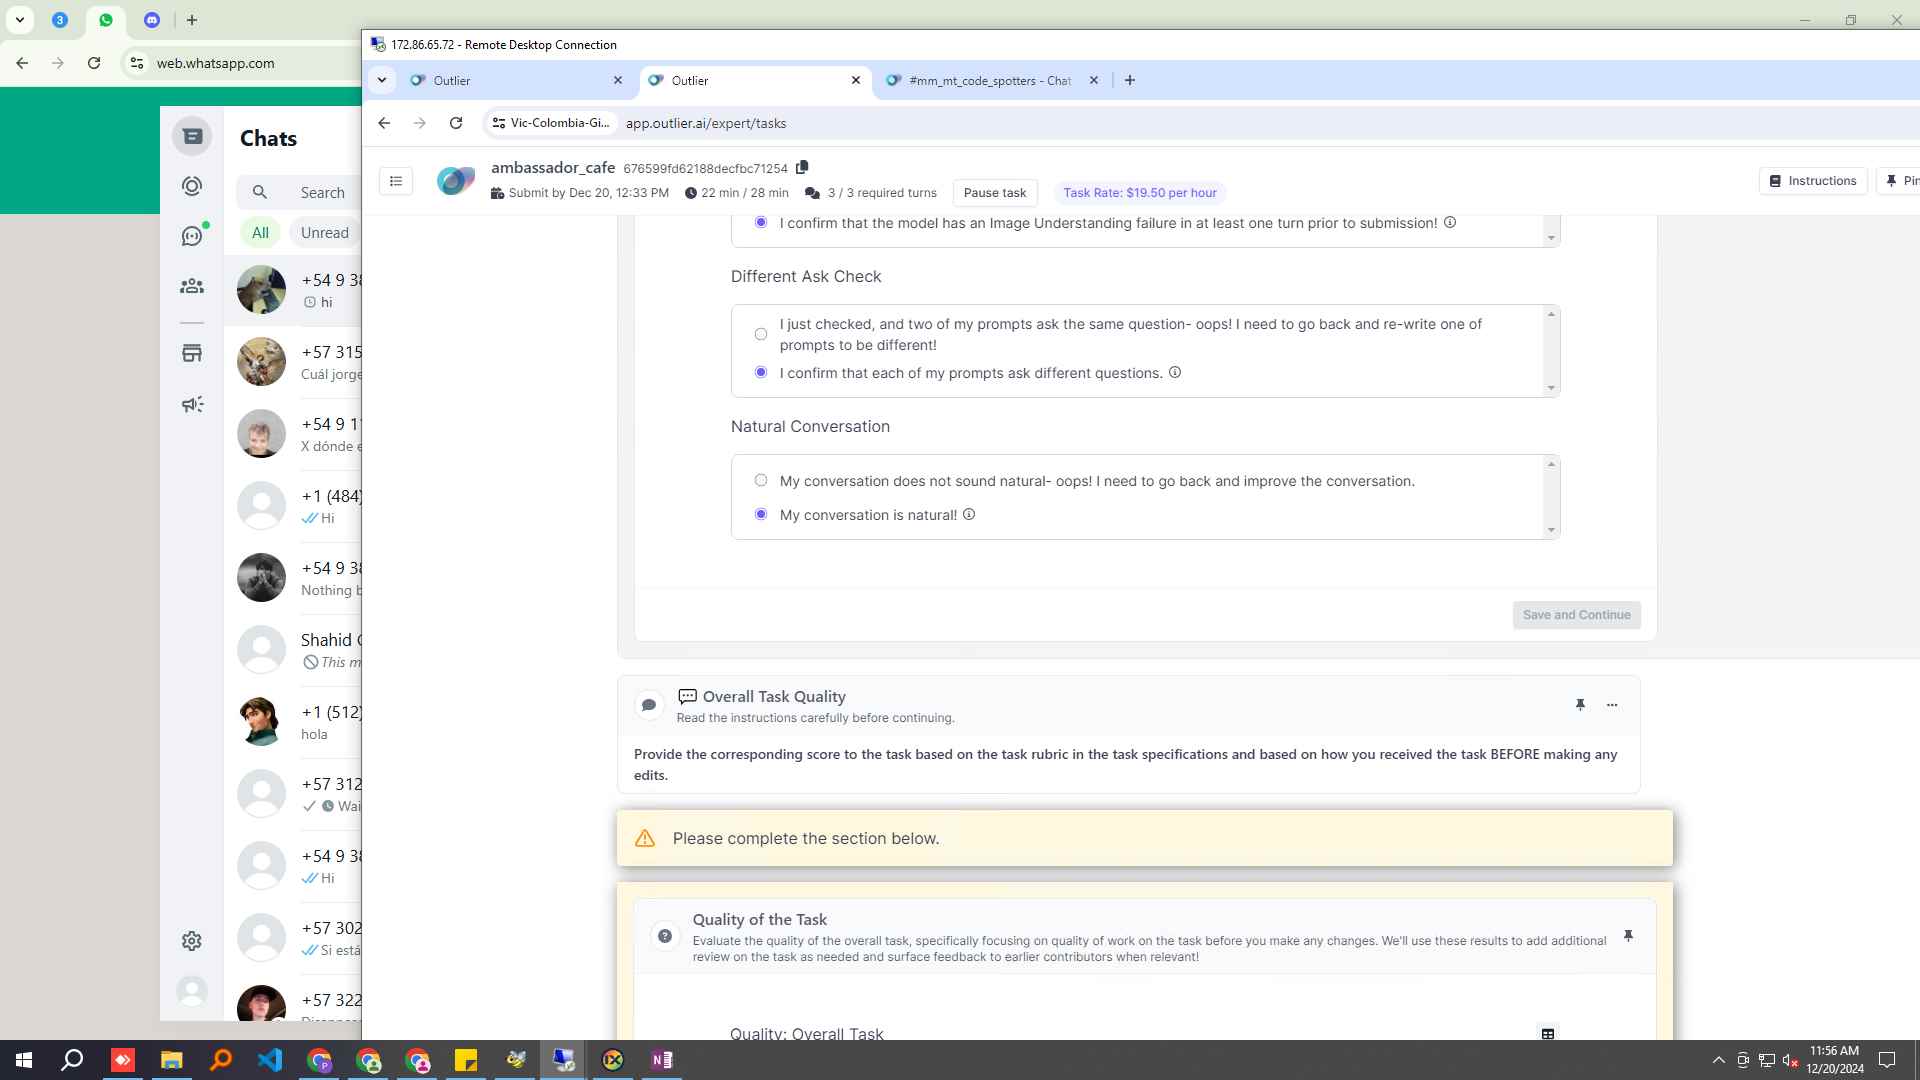 3
web.whatsapp.com
Chats
Search
All
Unread
+54 9 38
hi
+57 315
Cuál jorge
+54 9 11
X dónde e
+1 (484)
Hi
+54 9 38
Nothing b
Shahid
This m
+1 (512)
hola
+57 312
Wai
+54 9 38
Hi
+57 302
Si está
+57 322
172.86.65.72 - Remote Desktop Connection
Outlier
Outlier
#mm_mt_code_spotters - Chat
Vic-Colombia-Gi...
app.outlier.ai/expert/tasks
ambassador_cafe 676599fd62188decfbc71254
Submit by Dec 20, 12:33 PM
22 min / 28 min
3 / 3 required turns
Pause task
Task Rate: $19.50 per hour
Instructions
Pin
I confirm that the model has an Image Understanding failure in at least one turn prior to submission!
Different Ask Check
I just checked, and two of my prompts ask the same question- oops! I need to go back and re-write one of
prompts to be different!
I confirm that each of my prompts ask different questions.
Natural Conversation
My conversation does not sound natural- oops! I need to go back and improve the conversation.
My conversation is natural!
Save and Continue
Overall Task Quality
Read the instructions carefully before continuing.
Provide the corresponding score to the task based on the task rubric in the task specifications and based on how you received the task BEFORE making any
edits.
Please complete the section below.
Quality of the Task
Evaluate the quality of the overall task, specifically focusing on quality of work on the task before you make any changes. We'll use these results to add additional
review on the task as needed and surface feedback to earlier contributors when relevant!
Quality: Overall Task
11:56 AM
12/20/2024